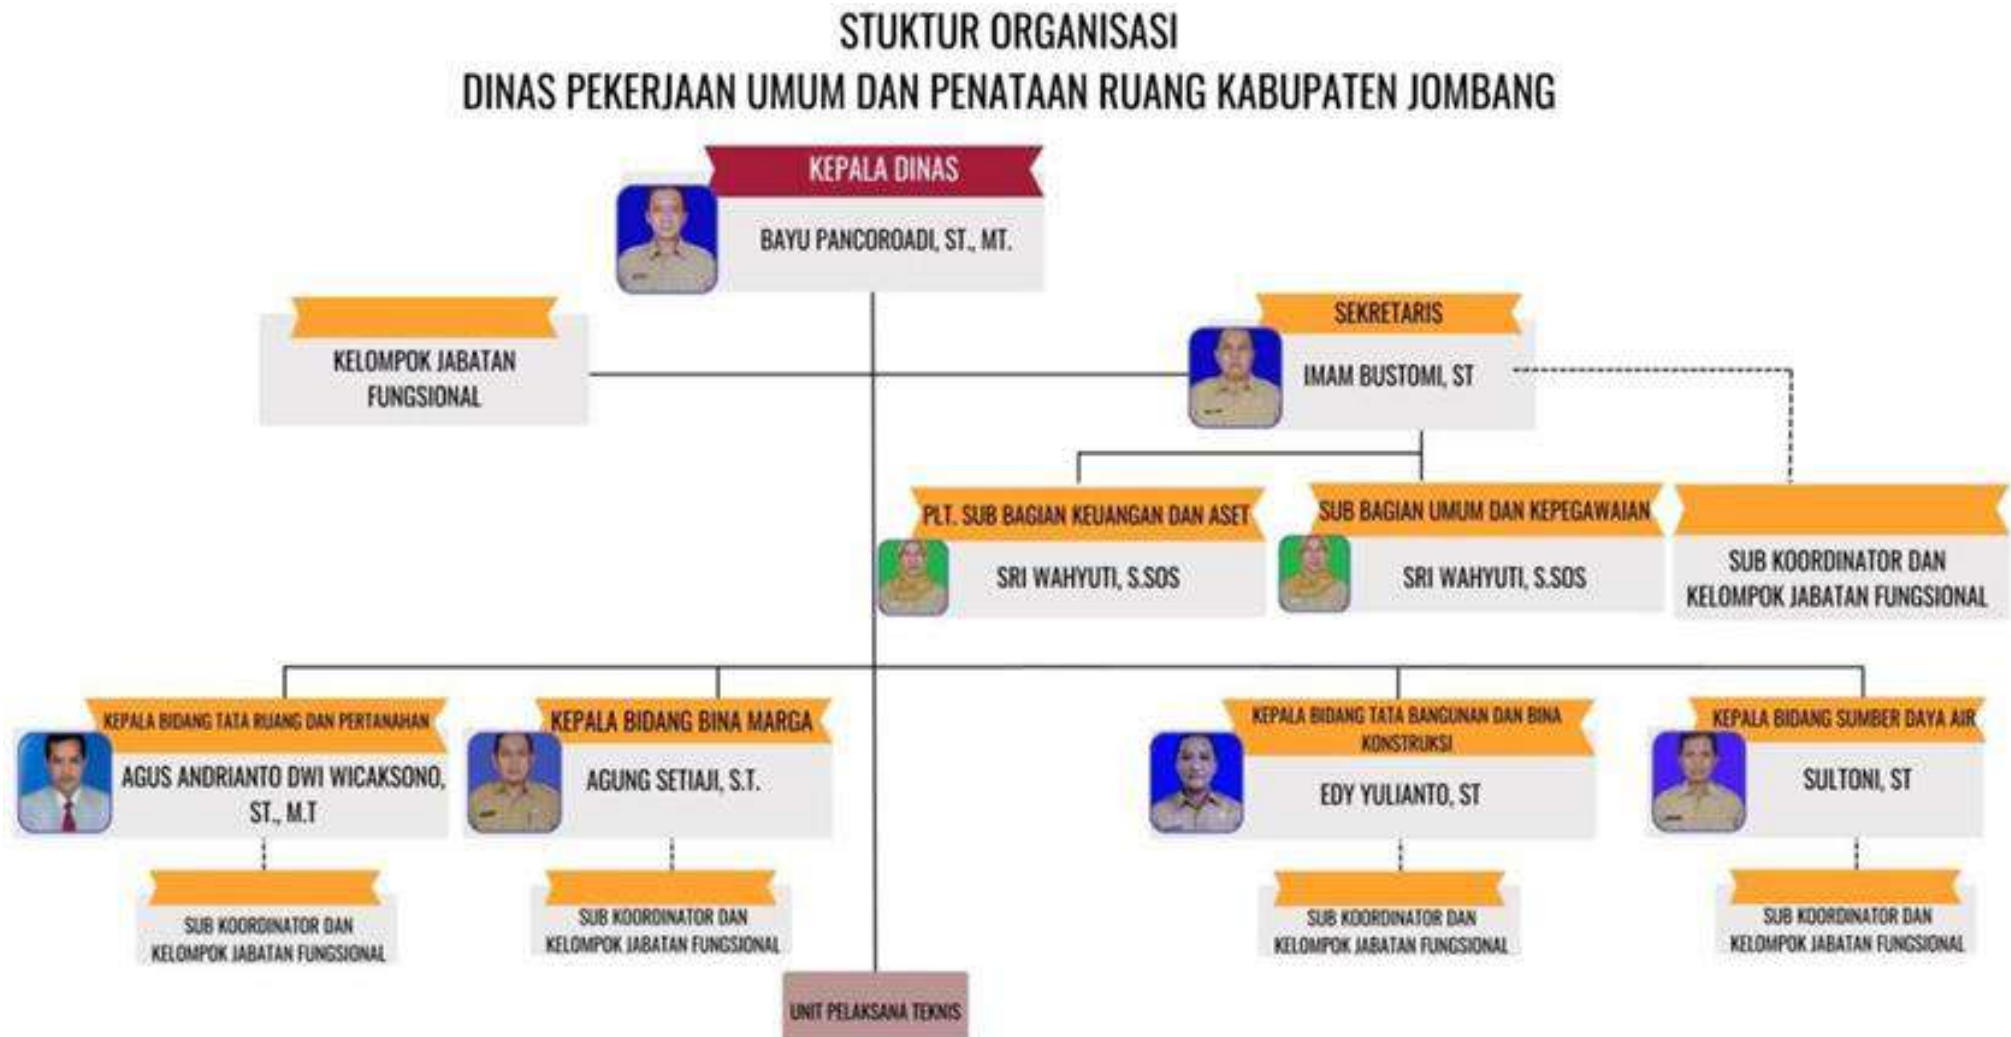 STUKTUR ORGANISASI
DINAS PEKERJAAN UMUM DAN PENATAAN RUANG KABUPATEN JOMBANG
KEPALA DINAS
BAYU PANCOROADI, ST., MT.
KELOMPOK JABATAN
FUNGSIONAL
SEKRETARIS
IMAM BUSTOMI, ST
PLT. SUB BAGIAN KEUANGAN DAN ASET
SRI WAHYUTI, S.SOS
SUB BAGIAN UMUM DAN KEPEGAWAIAN
SRI WAHYUTI, S.SOS
SUB KOORDINATOR DAN
KELOMPOK JABATAN FUNGSIONAL
KEPALA BIDANG TATA RUANG DAN PERTANAHAN
AGUS ANDRIANTO DWI WICAKSONO,
ST., M.T
KEPALA BIDANG BINA MARGA
AGUNG SETIAJI, S.T.
KEPALA BIDANG TATA BANGUNAN DAN BINA
KONSTRUKSI
EDY YULIANTO, ST
KEPALA BIDANG SUMBER DAYA AIR
SULTONI, ST
SUB KOORDINATOR DAN
KELOMPOK JABATAN FUNGSIONAL
SUB KOORDINATOR DAN
KELOMPOK JABATAN FUNGSIONAL
SUB KOORDINATOR DAN
KELOMPOK JABATAN FUNGSIONAL
SUB KOORDINATOR DAN
KELOMPOK JABATAN FUNGSIONAL
UNIT PELAKSANA TEKNIS